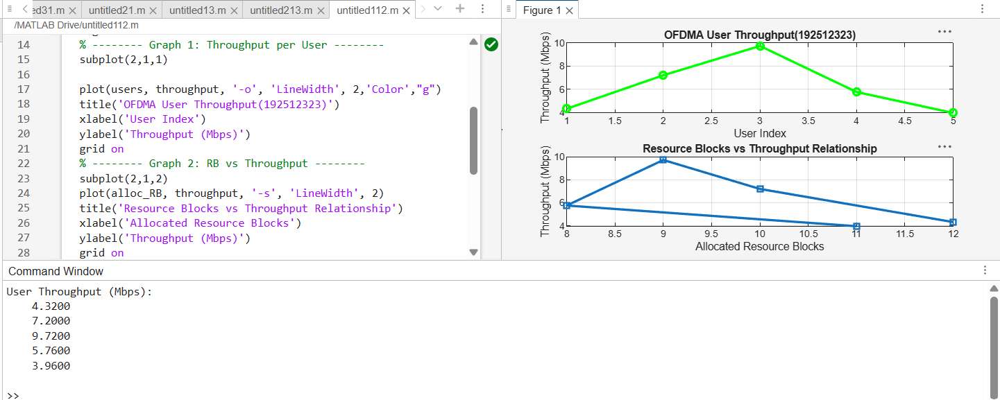 ed31.m × untitled21.m × untitled13.m × untitled213.m × untitled112.m ×
/MATLAB Drive/untitled112.m
14 % -------- Graph 1: Throughput per User --------
15 subplot(2,1,1)
16
17 plot(users, throughput, '-o', 'LineWidth', 2,'Color',"g")
18 title('OFDMA User Throughput(192512323)')
19 xlabel('User Index')
20 ylabel('Throughput (Mbps)')
21 grid on
22 % -------- Graph 2: RB vs Throughput --------
23 subplot(2,1,2)
24 plot(alloc_RB, throughput, '-s', 'LineWidth', 2)
25 title('Resource Blocks vs Throughput Relationship')
26 xlabel('Allocated Resource Blocks')
27 ylabel('Throughput (Mbps)')
28 grid on
Figure 1 ×
OFDMA User Throughput(192512323)
Throughput (Mbps)
10
8
6
4
1 1.5 2 2.5 3 3.5 4 4.5 5
User Index
Resource Blocks vs Throughput Relationship
Throughput (Mbps)
10
8
6
4
8 8.5 9 9.5 10 10.5 11 11.5 12
Allocated Resource Blocks
Command Window
User Throughput (Mbps):
4.3200
7.2000
9.7200
5.7600
3.9600
>>